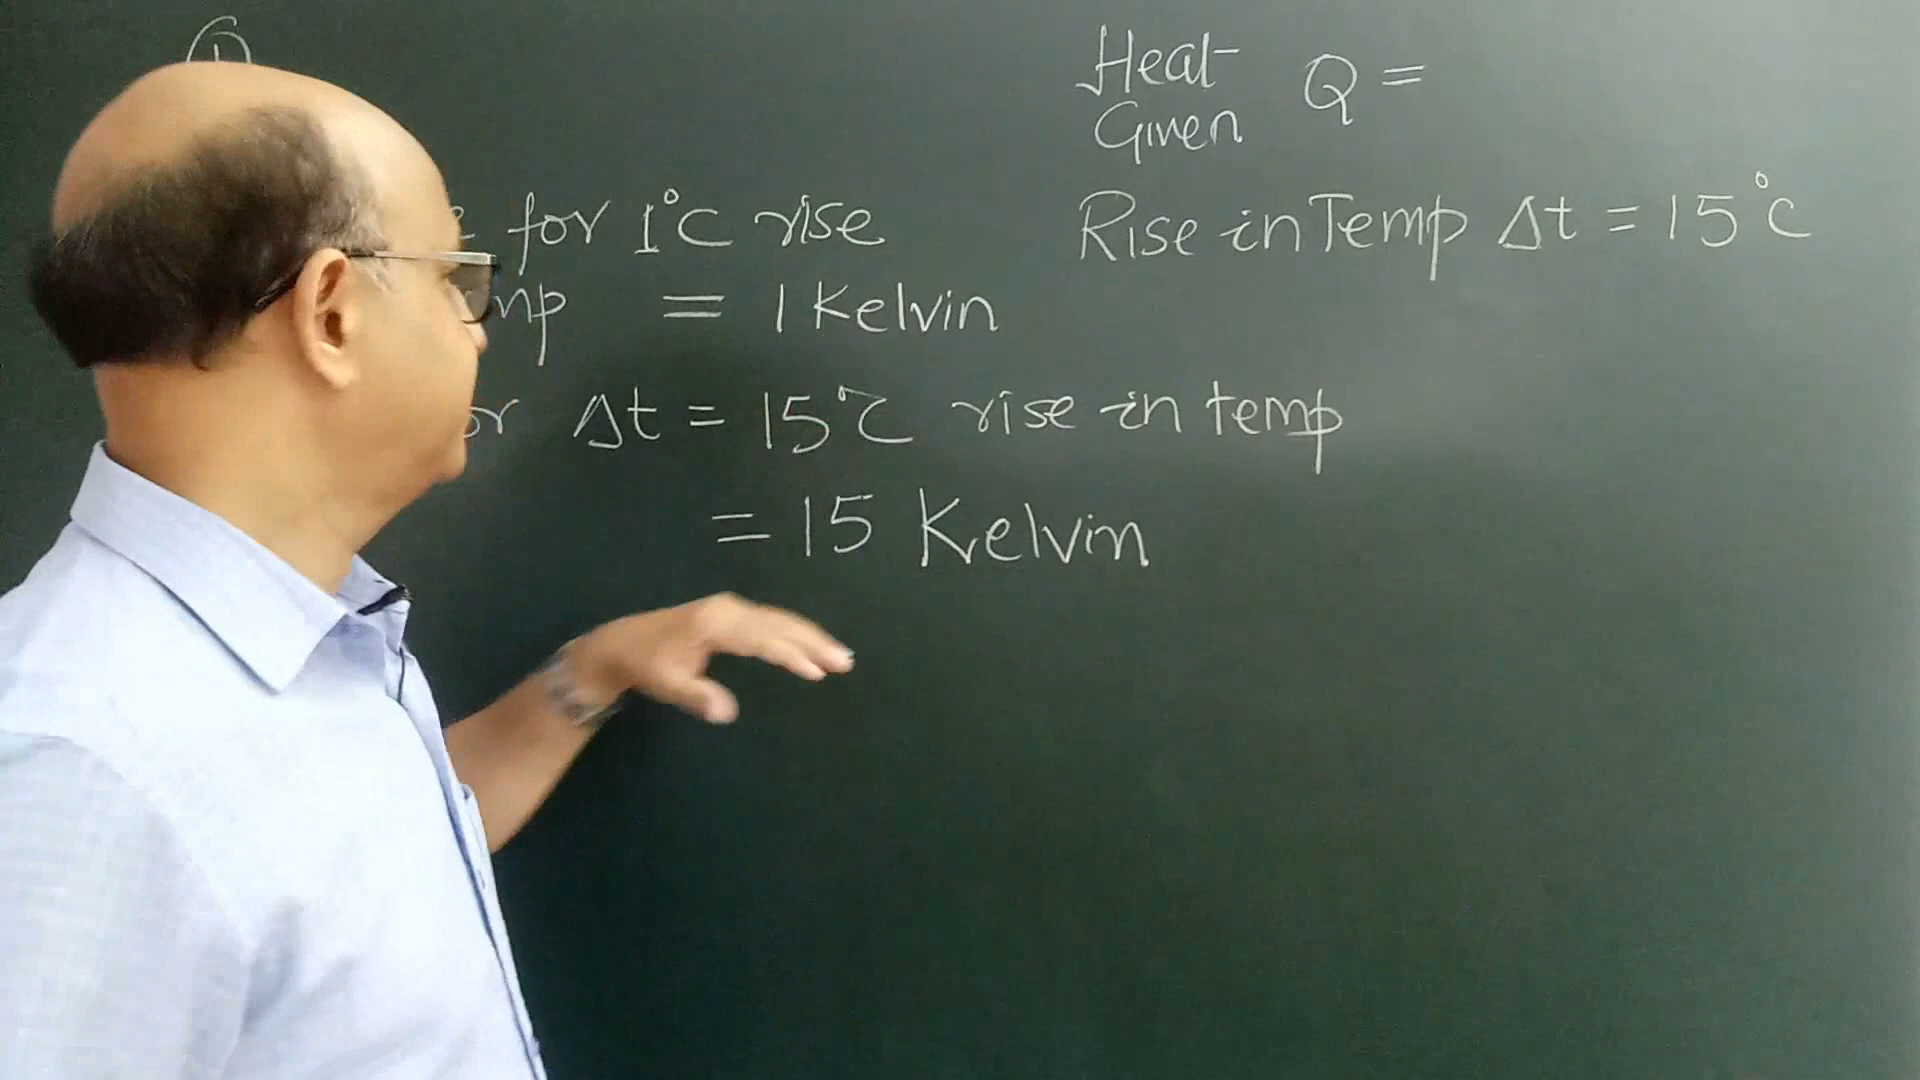 ①
Heat Given Q =
for 1°C rise
= 1 Kelvin
Δt = 15°C rise in temp
= 15 Kelvin
Rise in Temp Δt = 15°C